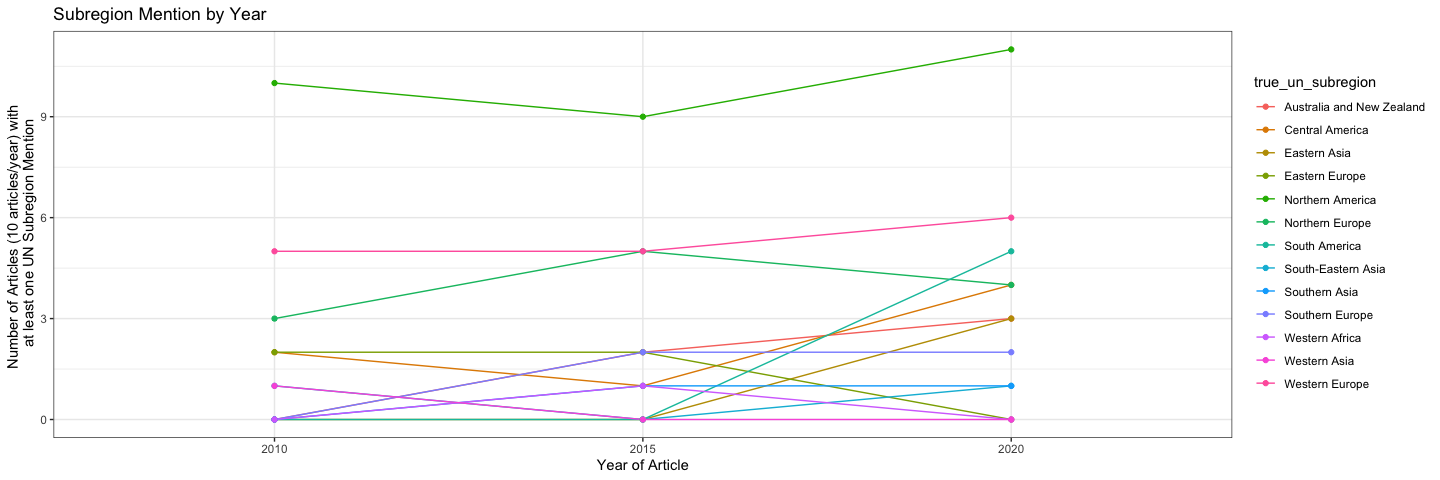 Subregion Mention by Year
Number of Articles (10 articles/year) with
at least one UN Subregion Mention
9
6
3
0
2010
2015
2020
Year of Article
true_un_subregion
Australia and New Zealand
Central America
Eastern Asia
Eastern Europe
Northern America
Northern Europe
South America
South-Eastern Asia
Southern Asia
Southern Europe
Western Africa
Western Asia
Western Europe